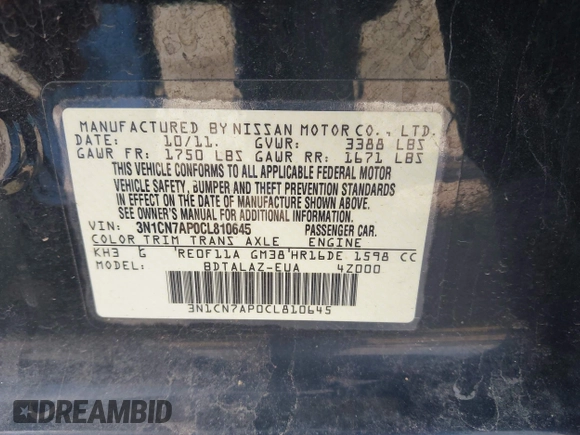 MANUFACTURED BY NISSAN MOTOR CO., LTD.
DATE: 10/11. GVWR: 3388 LBS
GAWR FR: 1750 LBS GAWR RR: 1671 LBS
THIS VEHICLE CONFORMS TO ALL APPLICABLE FEDERAL MOTOR
VEHICLE SAFETY, BUMPER AND THEFT PREVENTION STANDARDS
IN EFFECT ON THE DATE OF MANUFACTURE SHOWN ABOVE.
SEE OWNER'S MANUAL FOR ADDITIONAL INFORMATION.
VIN: 3N1CN7AP0CL810645 PASSENGER CAR.
COLOR TRIM TRANS AXLE ENGINE
KH3 G RE0F11A GM38 HR16DE 1598 CC
MODEL: BDTALAZ-EUA 4Z000
3N1CN7AP0CL810645
DREAMBID